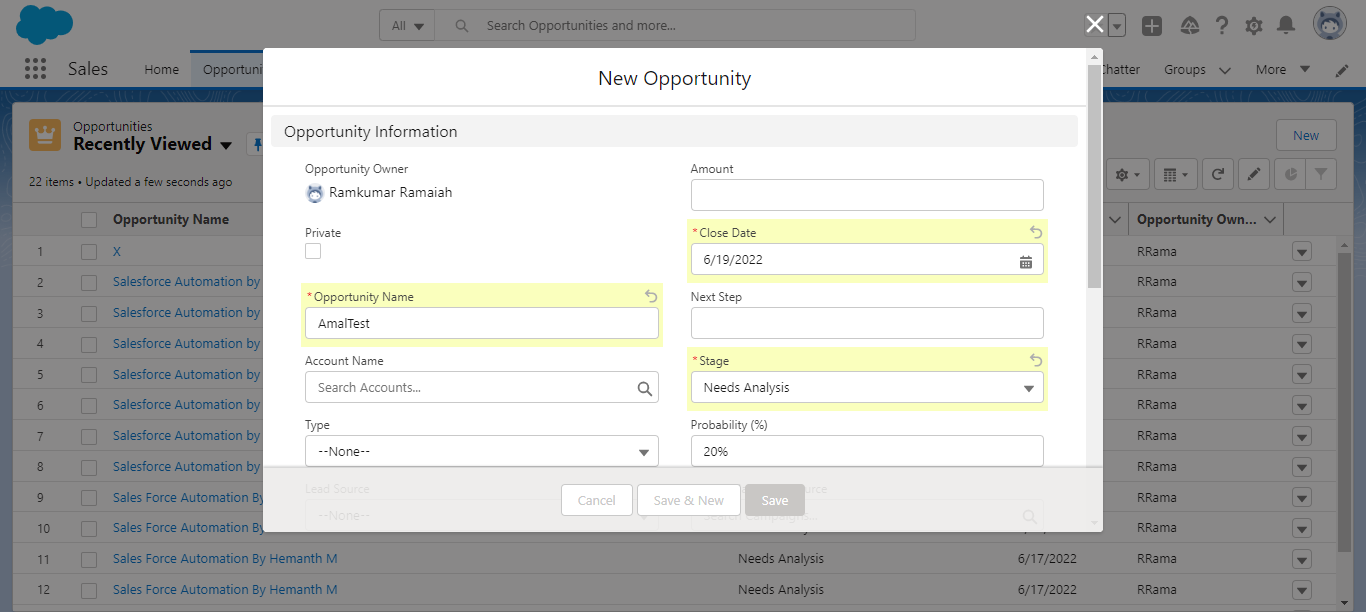 All
Search Opportunities and more...
Sales
Home
Opportuni
Chatter
Groups
More
New Opportunity
Opportunities
Recently Viewed
New
22 items • Updated a few seconds ago
Opportunity Name
Opportunity Own...
Opportunity Information
Opportunity Owner
Ramkumar Ramaiah
Amount
Private
*Close Date
6/19/2022
*Opportunity Name
AmalTest
Next Step
Account Name
Search Accounts...
*Stage
Needs Analysis
Type
--None--
Probability (%)
20%
Lead Source
--None--
Cancel
Save & New
Save
1 X RRama
2 Salesforce Automation by RRama
3 Salesforce Automation by RRama
4 Salesforce Automation by RRama
5 Salesforce Automation by RRama
6 Salesforce Automation by RRama
7 Salesforce Automation by RRama
8 Salesforce Automation by RRama
9 Sales Force Automation By RRama
10 Sales Force Automation By RRama
11 Sales Force Automation By Hemanth M Needs Analysis 6/17/2022 RRama
12 Sales Force Automation By Hemanth M Needs Analysis 6/17/2022 RRama